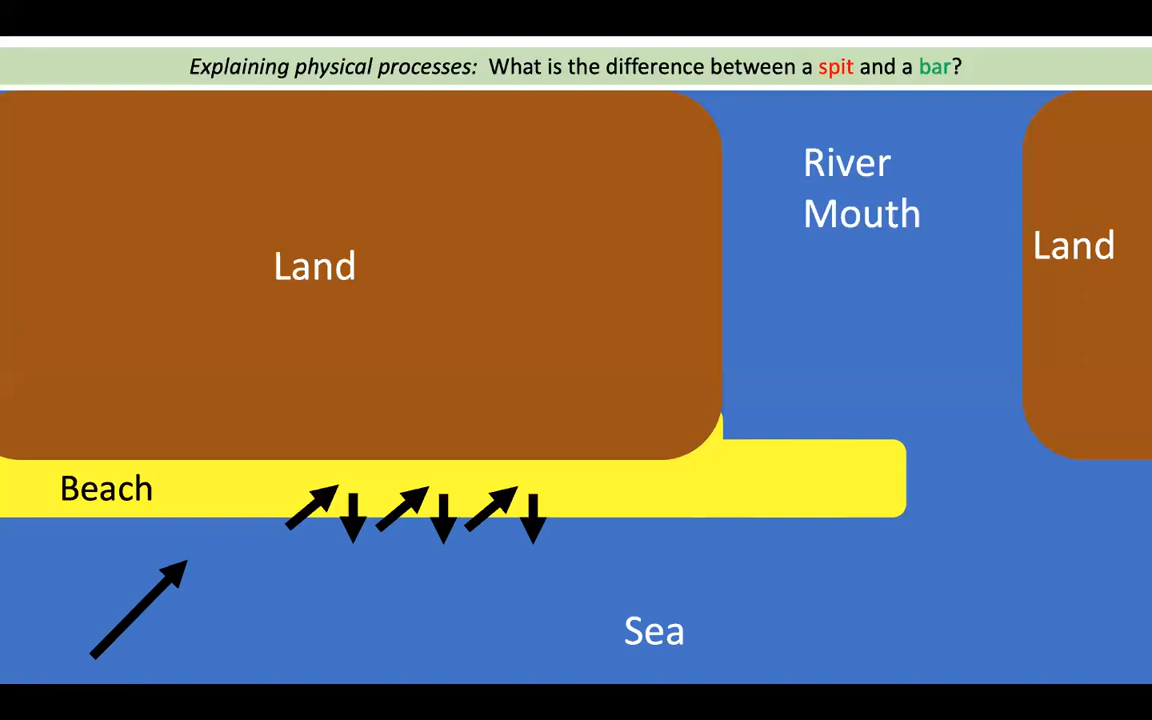 Explaining physical processes: What is the difference between a spit and a bar?
River
Mouth
Land
Land
Beach
Sea